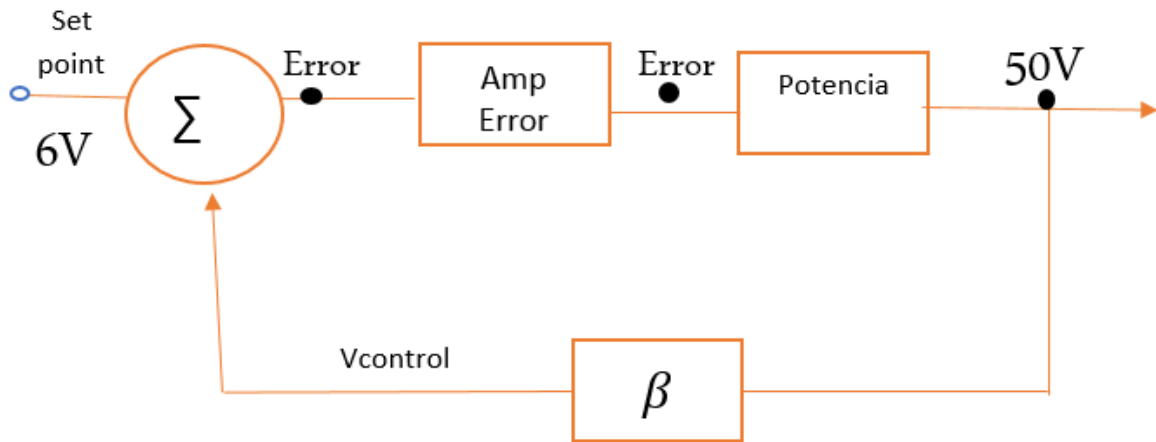 Set
point
6V
∑
Error
Amp
Error
Error
Potencia
50V
Vcontrol
β